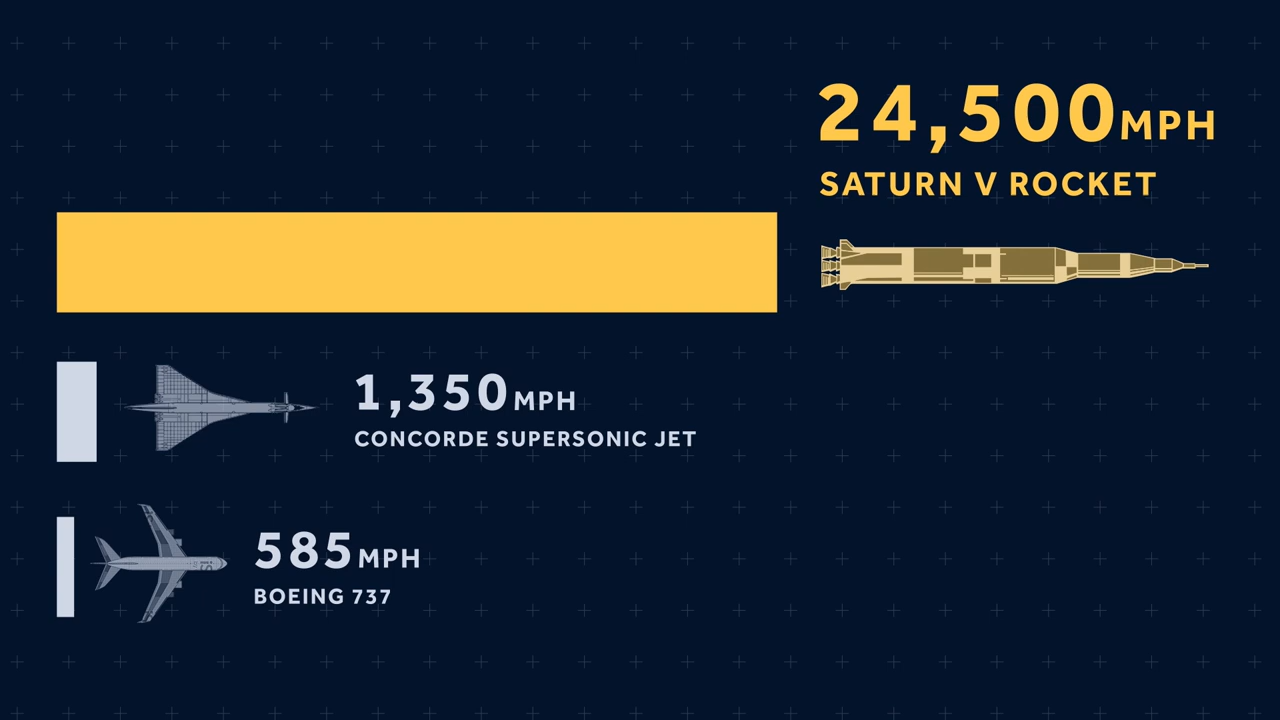 24,500MPH
SATURN V ROCKET
1,350MPH
CONCORDE SUPERSONIC JET
585MPH
BOEING 737